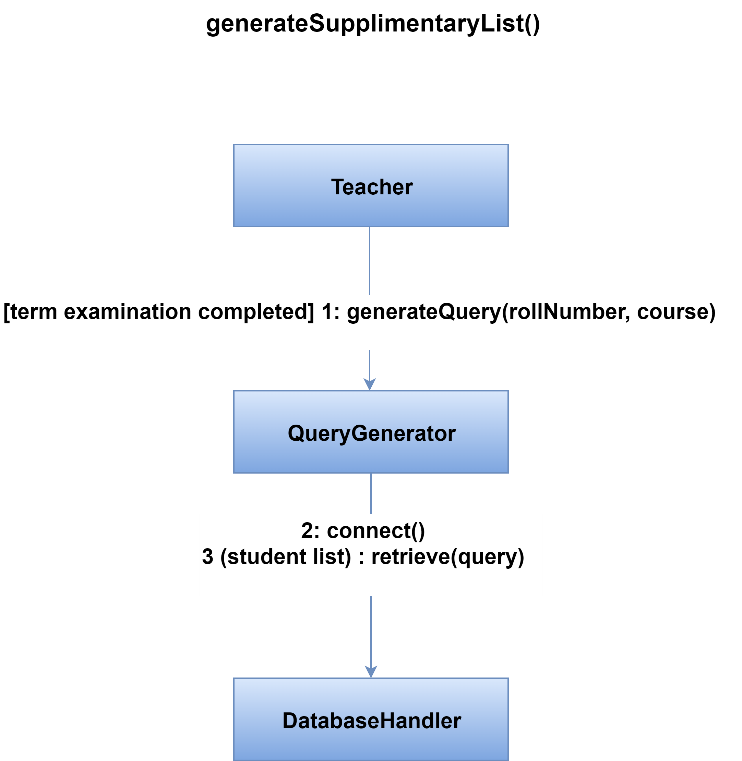 generateSupplimentaryList()
Teacher
[term examination completed] 1: generateQuery(rollNumber, course)
QueryGenerator
2: connect()
3 (student list) : retrieve(query)
DatabaseHandler